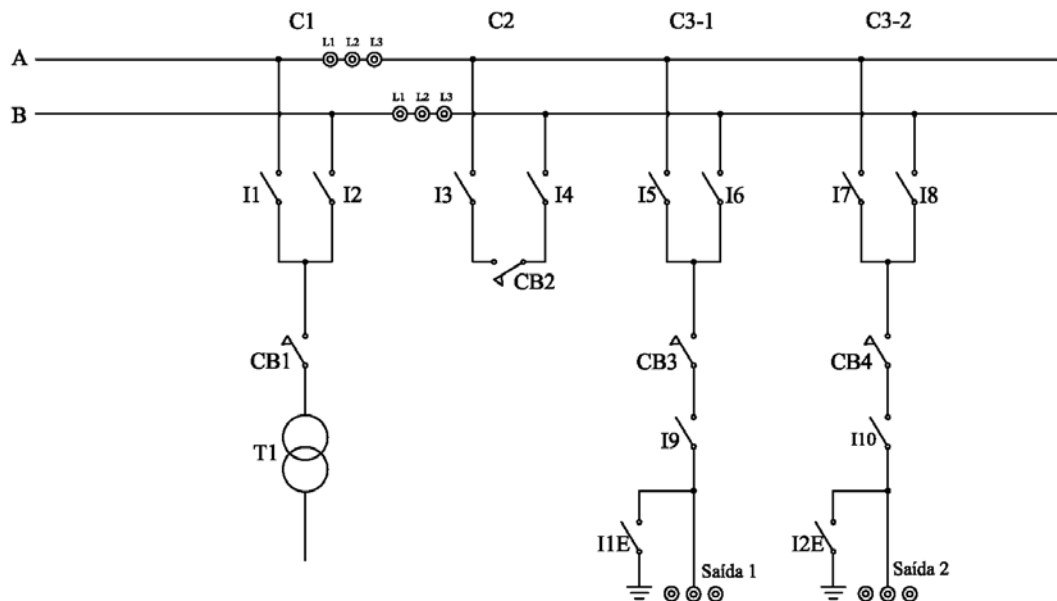 C1 C2 C3-1 C3-2
L1 L2 L3
A
L1 L2 L3
B
I1 I2 I3 I4 I5 I6 I7 I8
CB2
CB1 CB3 CB4
I9 I10
T1
I1E I2E
Saída 1 Saída 2